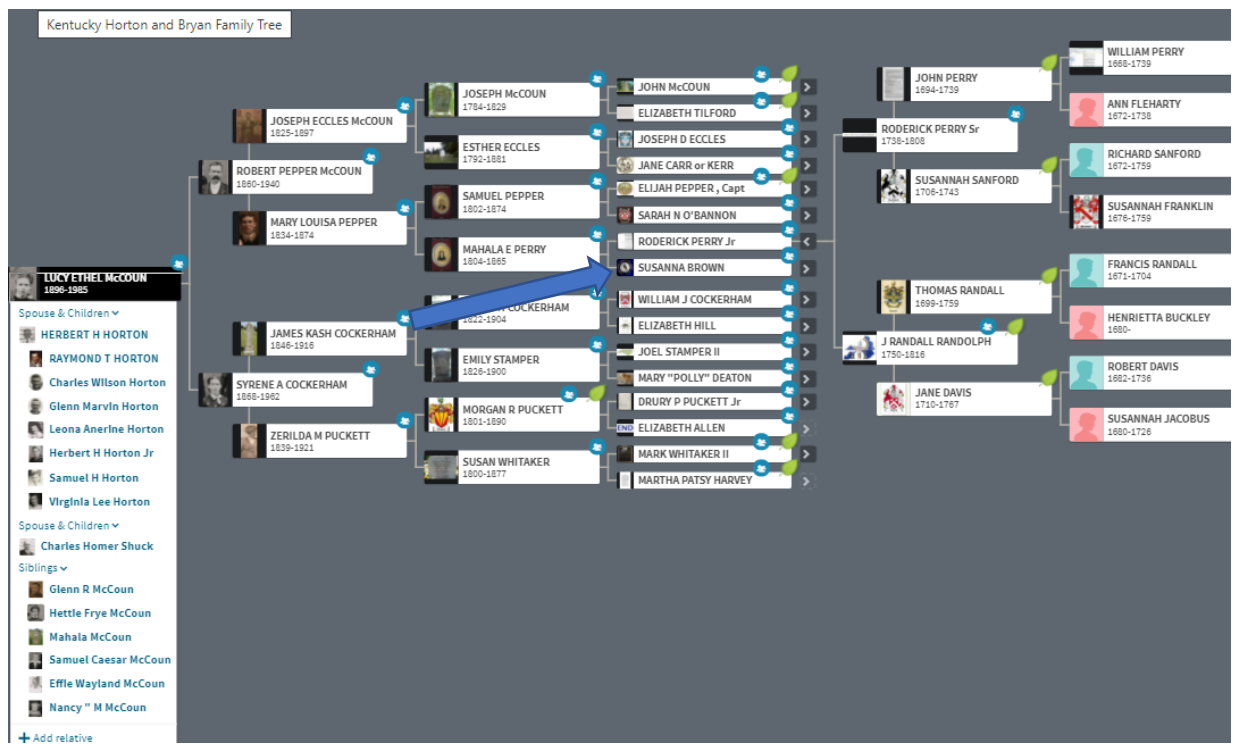 Kentucky Horton and Bryan Family Tree
LUCY ETHEL McCOUN
1896-1985
Spouse & Children
HERBERT H HORTON
RAYMOND T HORTON
Charles Wilson Horton
Glenn Marvin Horton
Leona Anerine Horton
Herbert H Horton Jr
Samuel H Horton
Virginia Lee Horton
Spouse & Children
Charles Homer Shuck
Siblings
Glenn R McCoun
Hettie Frye McCoun
Mahala McCoun
Samuel Caesar McCoun
Effie Wayland McCoun
Nancy " M McCoun
+ Add relative
ROBERT PEPPER McCOUN
1860-1940
SYRENE A COCKERHAM
1868-1962
JOSEPH ECCLES McCOUN
1825-1897
MARY LOUISA PEPPER
1834-1874
JAMES KASH COCKERHAM
1846-1916
ZERILDA M PUCKETT
1839-1921
JOSEPH McCOUN
1784-1829
ESTHER ECCLES
1792-1881
SAMUEL PEPPER
1802-1874
MAHALA E PERRY
1804-1865
COCKERHAM
1822-1904
EMILY STAMPER
1826-1900
MORGAN R PUCKETT
1801-1890
SUSAN WHITAKER
1800-1877
JOHN McCOUN
ELIZABETH TILFORD
JOSEPH D ECCLES
JANE CARR or KERR
ELIJAH PEPPER , Capt
SARAH N O'BANNON
RODERICK PERRY Jr
SUSANNA BROWN
WILLIAM J COCKERHAM
ELIZABETH HILL
JOEL STAMPER II
MARY "POLLY" DEATON
DRURY P PUCKETT Jr
END ELIZABETH ALLEN
MARK WHITAKER II
MARTHA PATSY HARVEY
RODERICK PERRY Sr
1738-1808
J RANDALL RANDOLPH
1750-1816
JOHN PERRY
1694-1739
SUSANNAH SANFORD
1706-1743
THOMAS RANDALL
1699-1759
JANE DAVIS
1710-1767
WILLIAM PERRY
1668-1739
ANN FLEHARTY
1672-1738
RICHARD SANFORD
1672-1759
SUSANNAH FRANKLIN
1676-1759
FRANCIS RANDALL
1671-1704
HENRIETTA BUCKLEY
1680-
ROBERT DAVIS
1682-1736
SUSANNAH JACOBUS
1680-1726